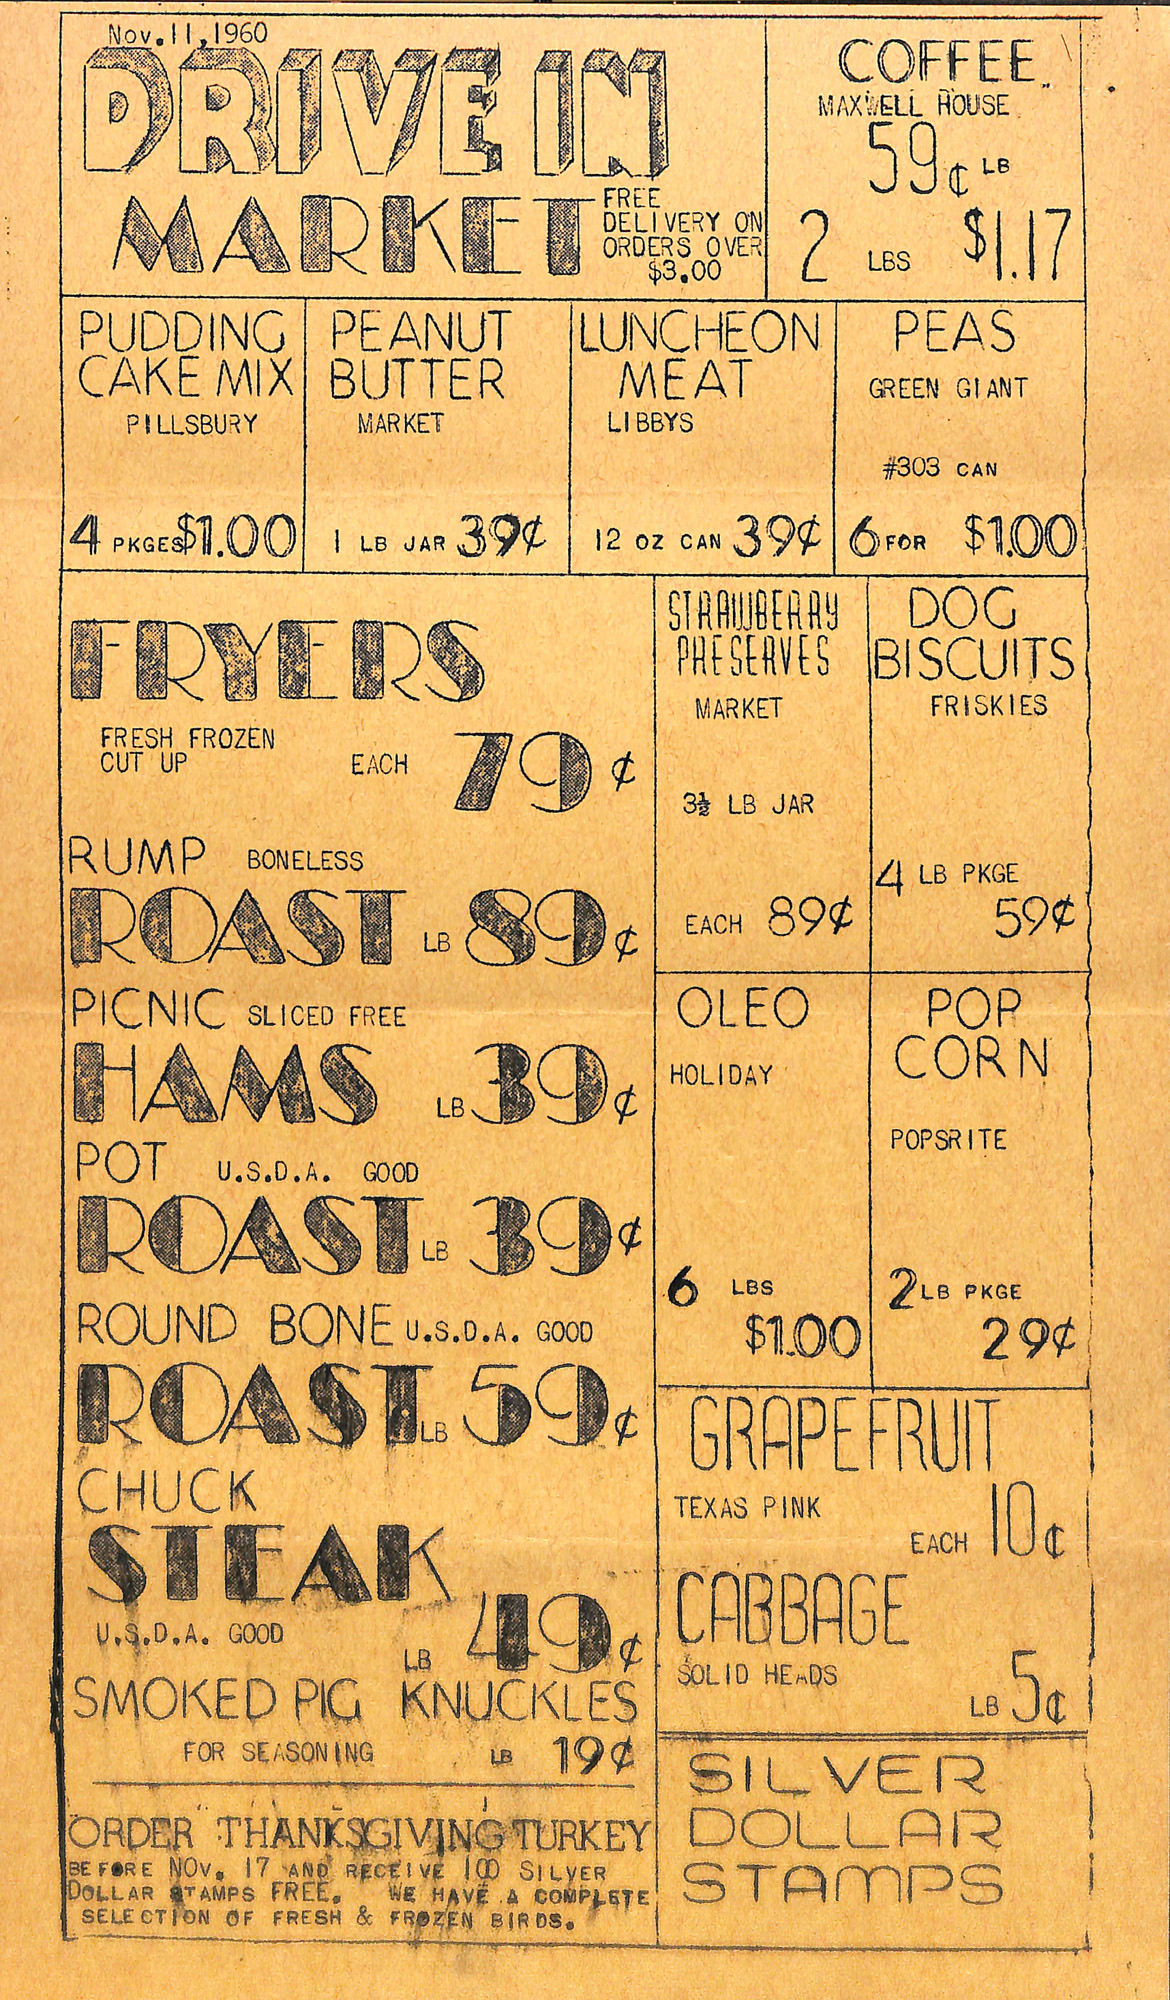 Nov.11,1960
DRIVE IN
MARKET
FREE
DELIVERY ON
ORDERS OVER
$3.00
COFFEE
MAXWELL HOUSE
59¢ LB
2 LBS $1.17
PUDDING
CAKE MIX
PILLSBURY
4 PKGES $1.00
PEANUT
BUTTER
MARKET
1 LB JAR 39¢
LUNCHEON
MEAT
LIBBYS
12 OZ CAN 39¢
PEAS
GREEN GIANT
#303 CAN
6 FOR $1.00
FRYERS
FRESH FROZEN
CUT UP
EACH 79¢
RUMP BONELESS
ROAST LB 89¢
PICNIC SLICED FREE
HAMS LB 39¢
POT U.S.D.A. GOOD
ROAST LB 39¢
ROUND BONE U.S.D.A. GOOD
ROAST LB 59¢
CHUCK
STEAK
U.S.D.A. GOOD
LB 49¢
SMOKED PIG KNUCKLES
FOR SEASONING LB 19¢
ORDER THANKSGIVING TURKEY
BEFORE NOV. 17 AND RECEIVE 100 SILVER
DOLLAR STAMPS FREE. WE HAVE A COMPLETE
SELECTION OF FRESH & FROZEN BIRDS.
STRAWBERRY
PRESERVES
MARKET
3½ LB JAR
EACH 89¢
DOG
BISCUITS
FRISKIES
4 LB PKGE
59¢
OLEO
HOLIDAY
6 LBS
$1.00
POP
CORN
POPSRITE
2 LB PKGE
29¢
GRAPEFRUIT
TEXAS PINK
EACH 10¢
CABBAGE
SOLID HEADS
LB 5¢
SILVER
DOLLAR
STAMPS